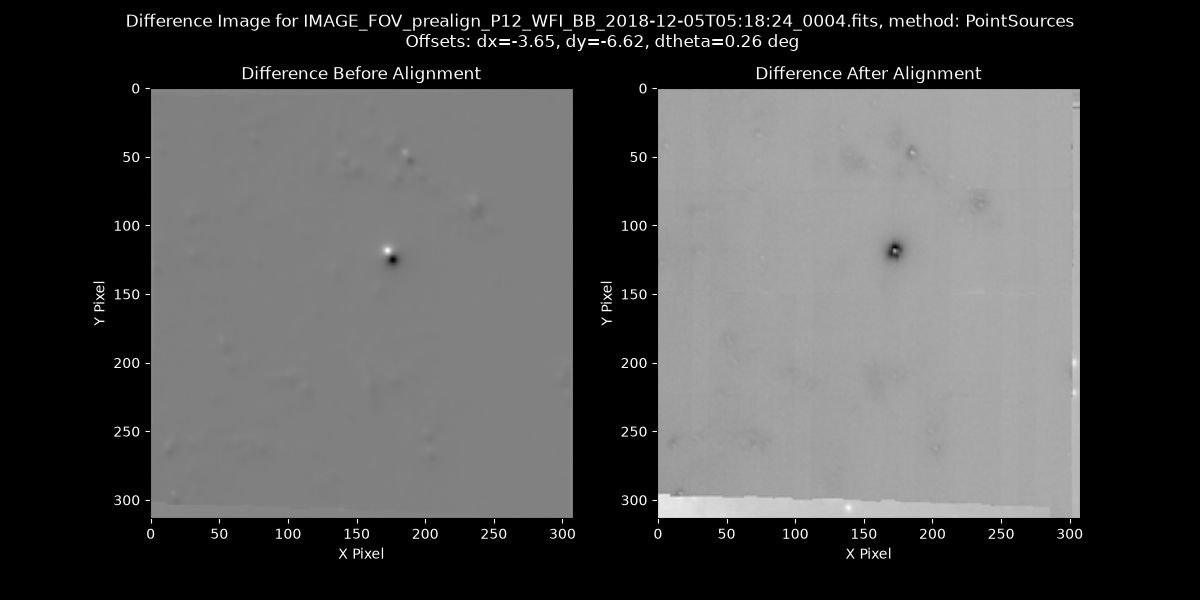 Difference Image for IMAGE_FOV_prealign_P12_WFI_BB_2018-12-05T05:18:24_0004.fits, method: PointSources
Offsets: dx=-3.65, dy=-6.62, dtheta=0.26 deg
Difference Before Alignment
0
50
100
150
200
250
300
Y Pixel
0 50 100 150 200 250 300
X Pixel
Difference After Alignment
0
50
100
150
200
250
300
Y Pixel
0 50 100 150 200 250 300
X Pixel